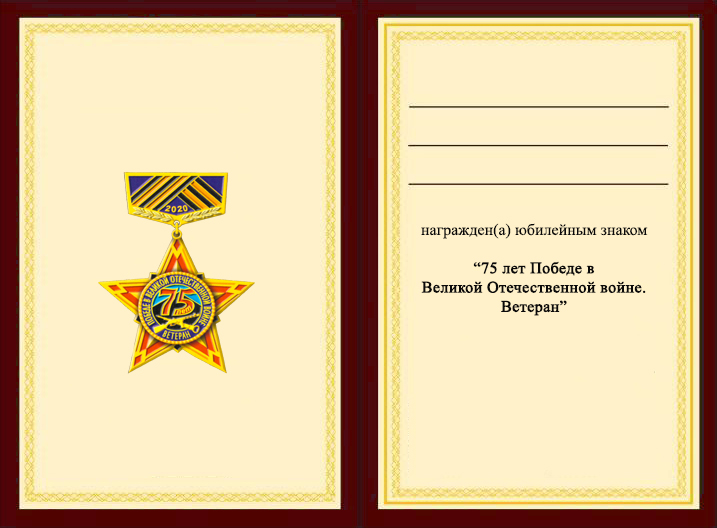 2020
ПОБЕДЕ В ВЕЛИКОЙ ОТЕЧЕСТВЕННОЙ ВОЙНЕ
75
ЛЕТ
ВЕТЕРАН
награжден(а) юбилейным знаком
“75 лет Победе в
Великой Отечественной войне.
Ветеран”